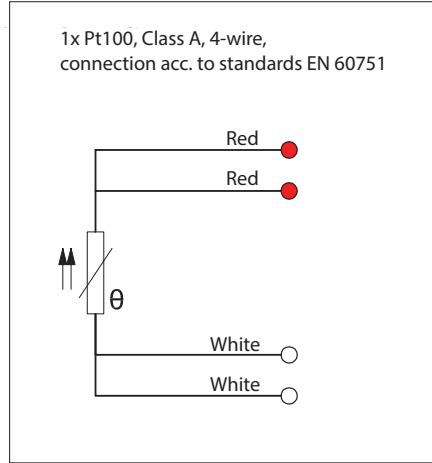 1x Pt100, Class A, 4-wire,
connection acc. to standards EN 60751
Red
Red
θ
White
White